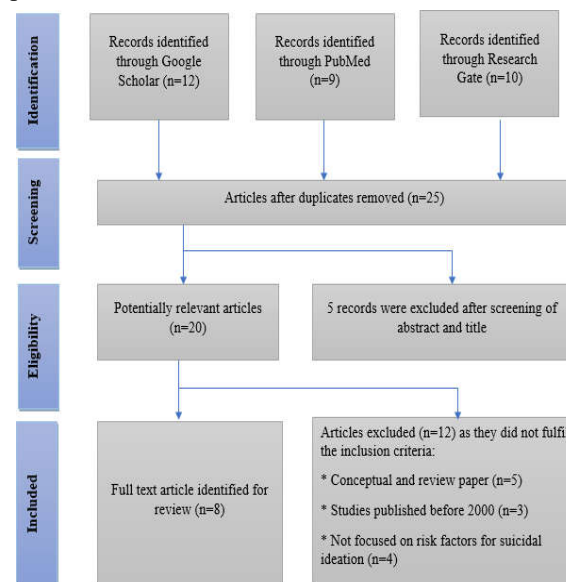 Identification
Records identified
through Google
Scholar (n=12)
Records identified
through PubMed
(n=9)
Records identified
through Research
Gate (n=10)
Screening
Articles after duplicates removed (n=25)
Eligibility
Potentially relevant articles
(n=20)
5 records were excluded after screening of
abstract and title
Included
Full text article identified for
review (n=8)
Articles excluded (n=12) as they did not fulfil
the inclusion criteria:
* Conceptual and review paper (n=5)
* Studies published before 2000 (n=3)
* Not focused on risk factors for suicidal
ideation (n=4)